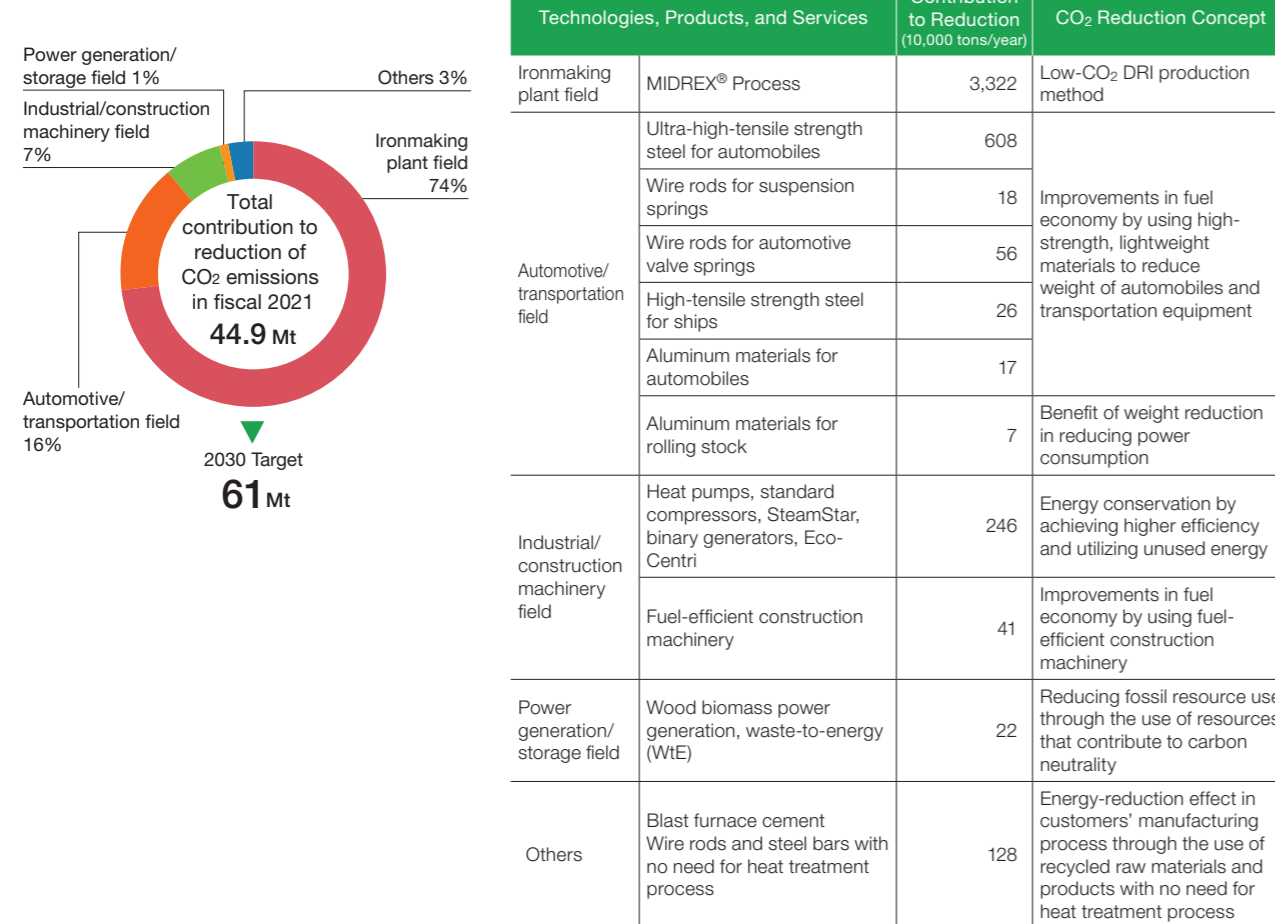 Power generation/
storage field 1%
Others 3%
Industrial/construction
machinery field
7%
Ironmaking
plant field
74%
Total
contribution to
reduction of
CO2 emissions
in fiscal 2021
44.9 Mt
Automotive/
transportation field
16%
2030 Target
61 Mt
Technologies, Products, and Services
Contribution
to Reduction
(10,000 tons/year)
CO2 Reduction Concept
Ironmaking
plant field
MIDREX® Process
3,322
Low-CO2 DRI production
method
Automotive/
transportation
field
Ultra-high-tensile strength
steel for automobiles
608
Wire rods for suspension
springs
18
Wire rods for automotive
valve springs
56
High-tensile strength steel
for ships
26
Aluminum materials for
automobiles
17
Improvements in fuel
economy by using high-
strength, lightweight
materials to reduce
weight of automobiles and
transportation equipment
Aluminum materials for
rolling stock
7
Benefit of weight reduction
in reducing power
consumption
Industrial/
construction
machinery
field
Heat pumps, standard
compressors, SteamStar,
binary generators, Eco-
Centri
246
Energy conservation by
achieving higher efficiency
and utilizing unused energy
Fuel-efficient construction
machinery
41
Improvements in fuel
economy by using fuel-
efficient construction
machinery
Power
generation/
storage field
Wood biomass power
generation, waste-to-energy
(WtE)
22
Reducing fossil resource use
through the use of resources
that contribute to carbon
neutrality
Others
Blast furnace cement
Wire rods and steel bars with
no need for heat treatment
process
128
Energy-reduction effect in
customers' manufacturing
process through the use of
recycled raw materials and
products with no need for
heat treatment process